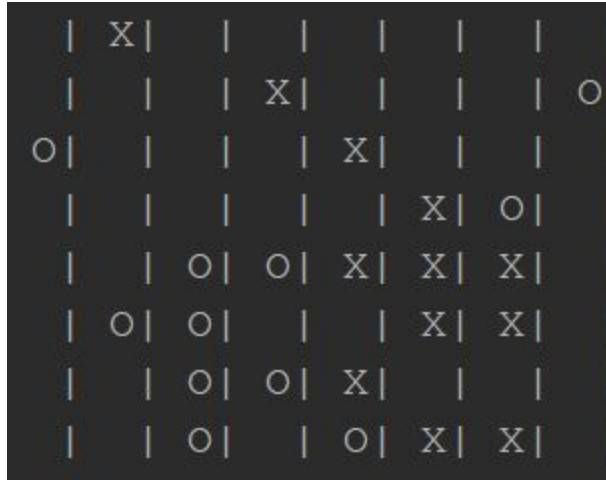 | X|   |   |   |   |   |
  |   |   | X|   |   |   | O
O|   |   |   | X|   |   |
  |   |   |   |   | X| O|
  |   | O| O| X| X| X|
  | O| O|   |   | X| X|
  |   | O| O| X|   |   |
  |   | O|   | O| X| X|